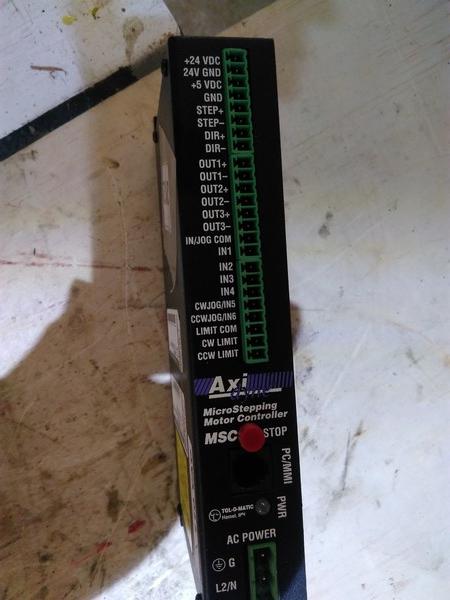 +24 VDC
24V GND
+5 VDC
GND
STEP+
STEP-
DIR+
DIR-
OUT1+
OUT1-
OUT2+
OUT2-
OUT3+
OUT3-
IN/JOG COM
IN1
IN2
IN3
IN4
CWJOG/IN5
CCWJOG/IN6
LIMIT COM
CW LIMIT
CCW LIMIT
Axi
MicroStepping
Motor Controller
MSC STOP
PC/MMI
TOL-O-MATIC
Hamel,
PWR
AC POWER
G
L2/N